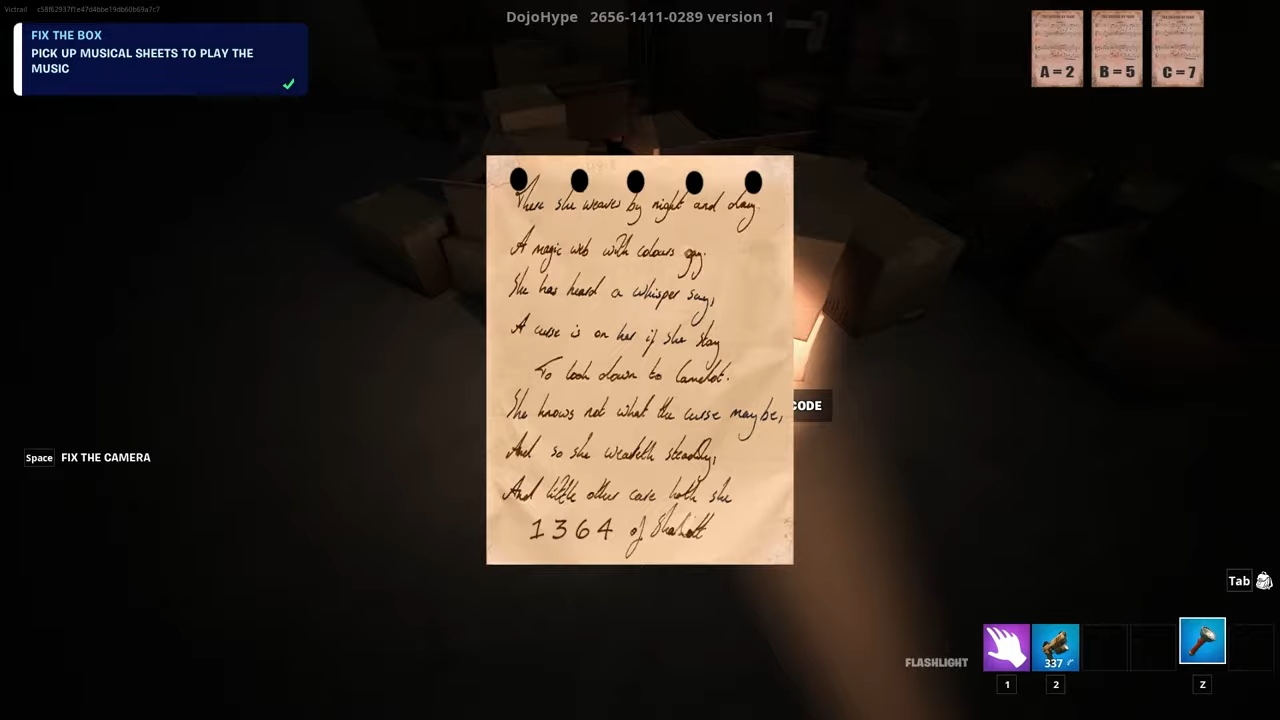 Victrail c58f62937f1e47d4bbe19db60b69a7c7
DojoHype 2656-1411-0289 version 1
FIX THE BOX
PICK UP MUSICAL SHEETS TO PLAY THE
MUSIC
A = 2 B = 5 C = 7
There she weaves by night and day
A magic web with colours gay.
She has heard a whisper say,
A curse is on her if she stay
To look down to Camelot.
She knows not what the curse may be,
And so she weaveth steadily,
And little other care hath she
1364 of Shalott
CODE
Space FIX THE CAMERA
Tab
FLASHLIGHT
337
1 2 Z